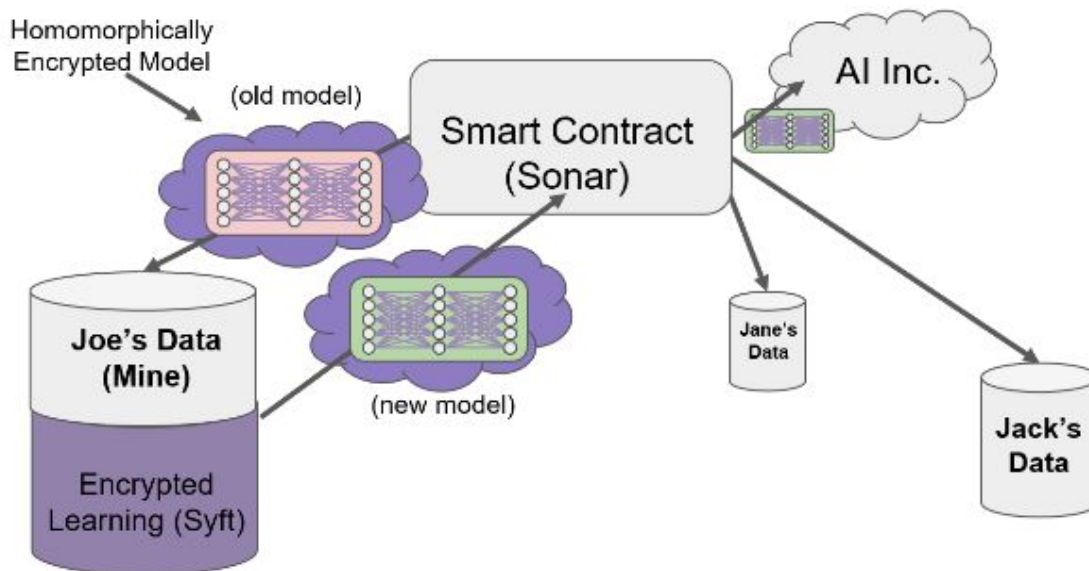 Homomorphically
Encrypted Model
(old model)
Smart Contract
(Sonar)
AI Inc.
Joe’s Data
(Mine)
(new model)
Encrypted
Learning (Syft)
Jane's
Data
Jack’s
Data